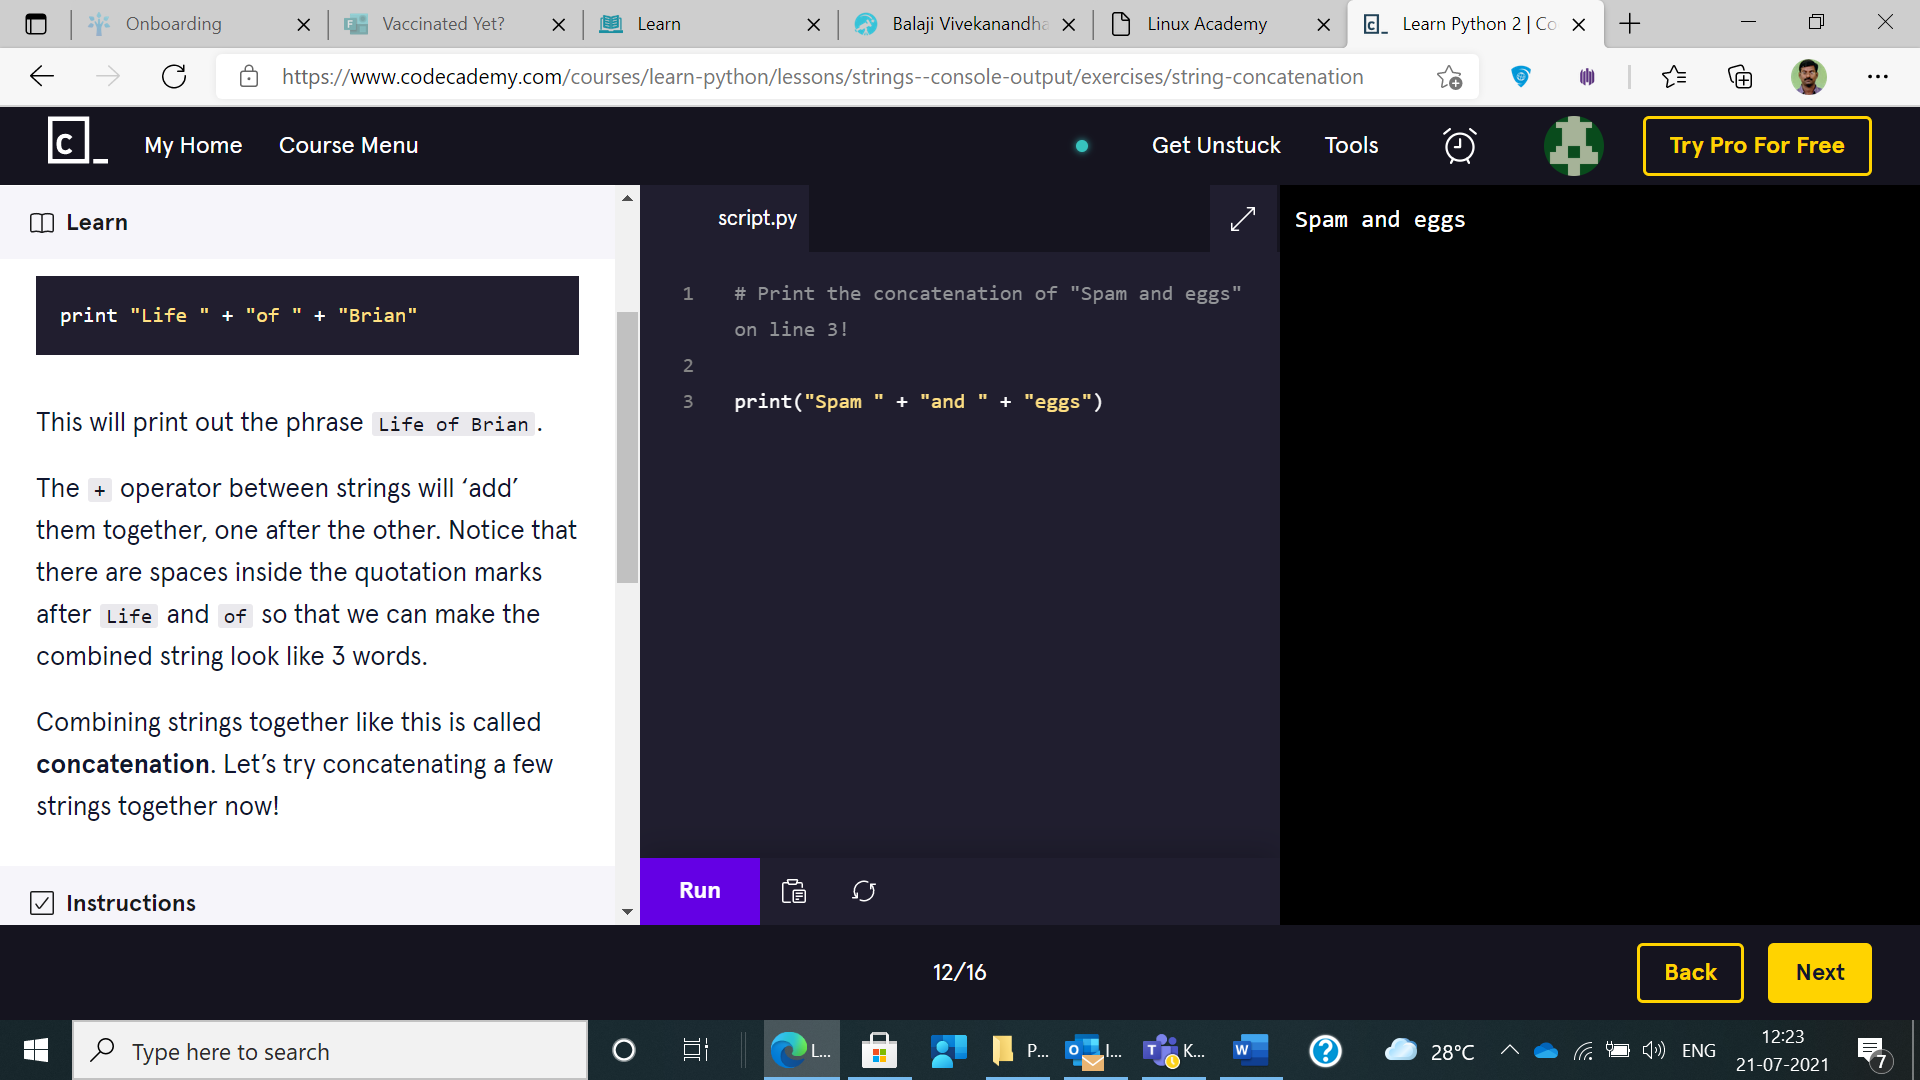 Onboarding
Vaccinated Yet?
Learn
Balaji Vivekanandha
Linux Academy
Learn Python 2 | Co
https://www.codecademy.com/courses/learn-python/lessons/strings--console-output/exercises/string-concatenation
My Home
Course Menu
Get Unstuck
Tools
Try Pro For Free
Learn
print "Life " + "of " + "Brian"
This will print out the phrase Life of Brian.
The + operator between strings will ‘add’
them together, one after the other. Notice that
there are spaces inside the quotation marks
after Life and of so that we can make the
combined string look like 3 words.
Combining strings together like this is called
concatenation. Let’s try concatenating a few
strings together now!
Instructions
script.py
1 # Print the concatenation of "Spam and eggs"
on line 3!
2
3 print("Spam " + "and " + "eggs")
Run
Spam and eggs
12/16
Back
Next
Type here to search
L...
P...
I...
K...
28°C
ENG
12:23
21-07-2021
7